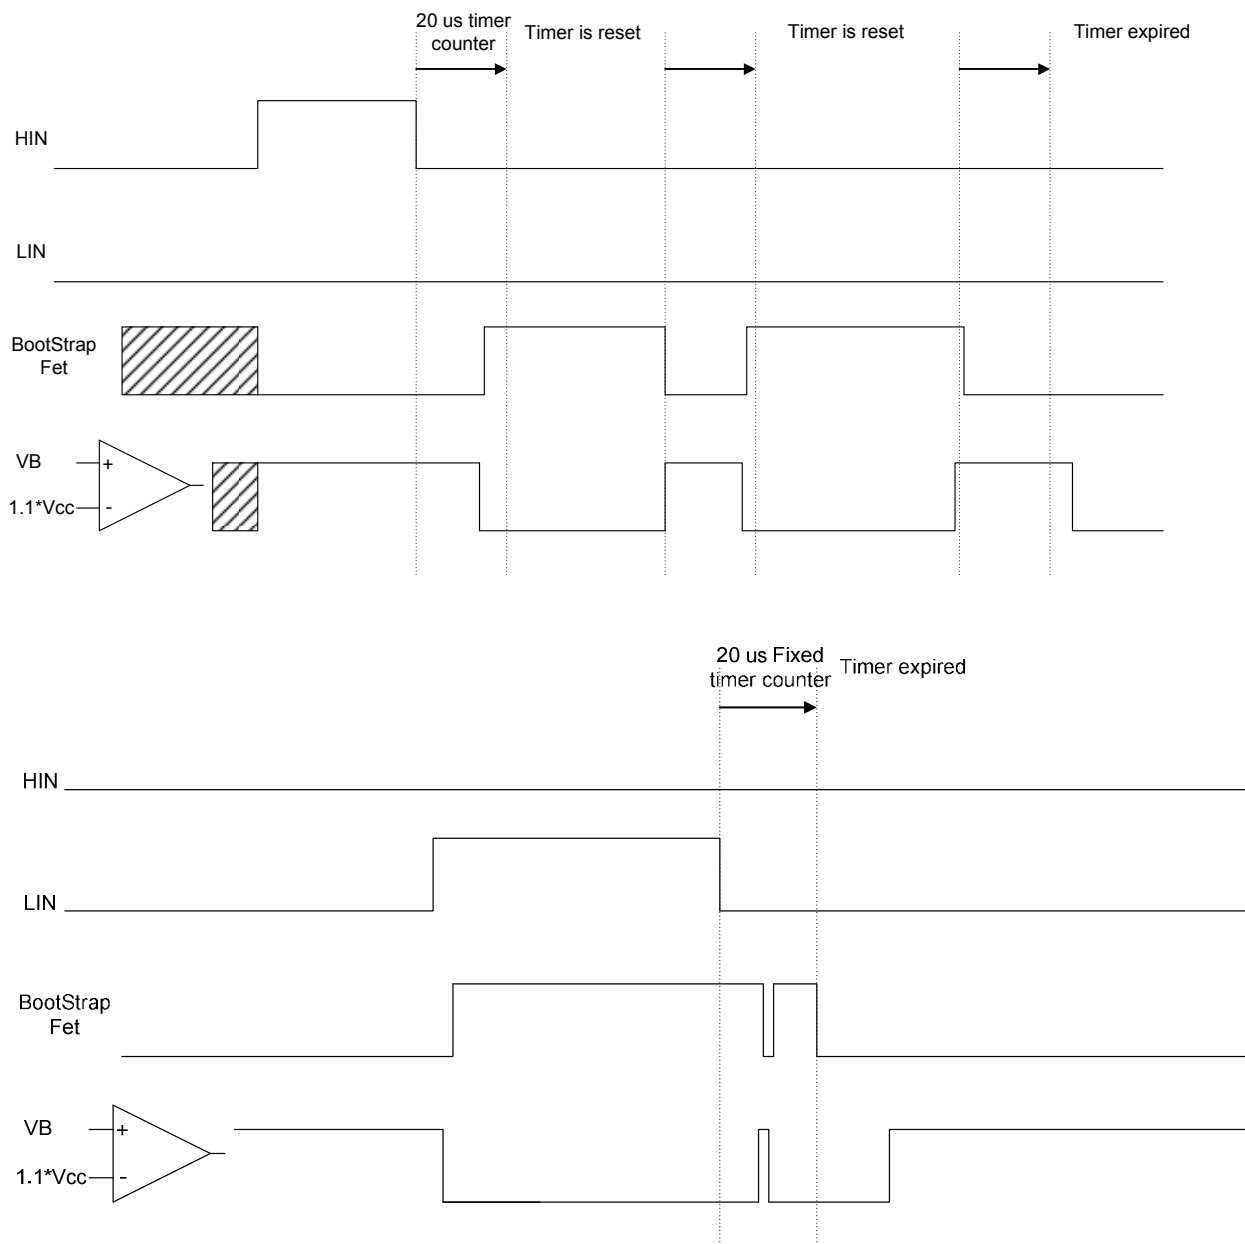 20 us timer
counter
Timer is reset
Timer is reset
Timer expired
HIN
LIN
BootStrap
Fet
VB
+
1.1*Vcc
-
20 us Fixed
timer counter
Timer expired
HIN
LIN
BootStrap
Fet
VB
+
1.1*Vcc
-